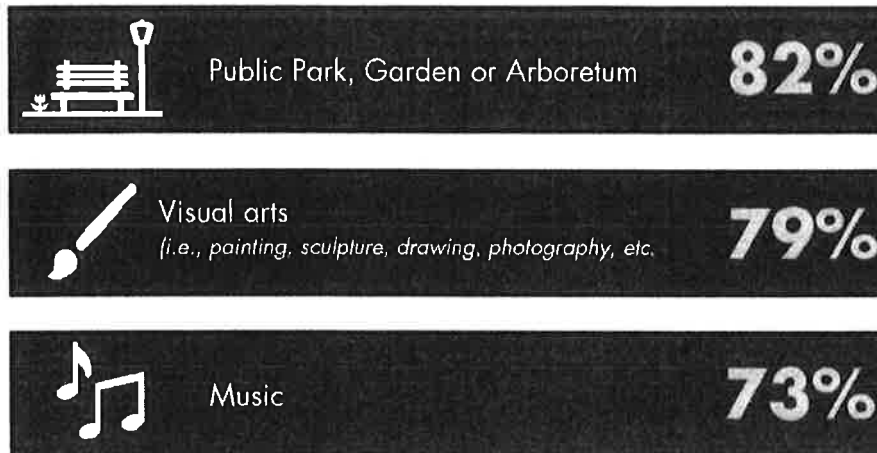 Public Park, Garden or Arboretum 82%
Visual arts
(i.e., painting, sculpture, drawing, photography, etc.
79%
Music 73%